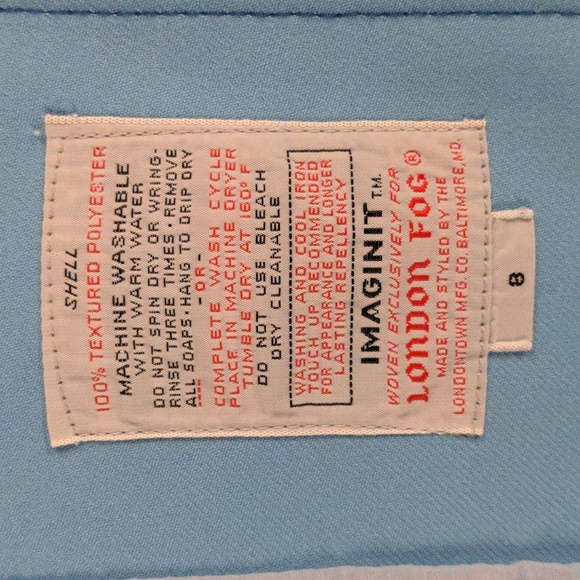 SHELL
100% TEXTURED POLYESTER
MACHINE WASHABLE
WITH WARM WATER
DO NOT SPIN DRY OR WRING-
RINSE THREE TIMES·REMOVE
ALL SOAPS·HANG TO DRIP DRY
--OR--
COMPLETE WASH CYCLE
PLACE IN MACHINE DRYER
TUMBLE DRY AT 160° F
DO NOT USE BLEACH
DRY CLEANABLE
WASHING AND COOL IRON
TOUCH UP RECOMMENDED
FOR APPEARANCE AND LONGER
LASTING REPELLENCY
IMAGINIT T.M.
WOVEN EXCLUSIVELY FOR
LONDON FOG ®
MADE AND STYLED BY THE
LONDONTOWN MFG. CO. BALTIMORE, MD.
8